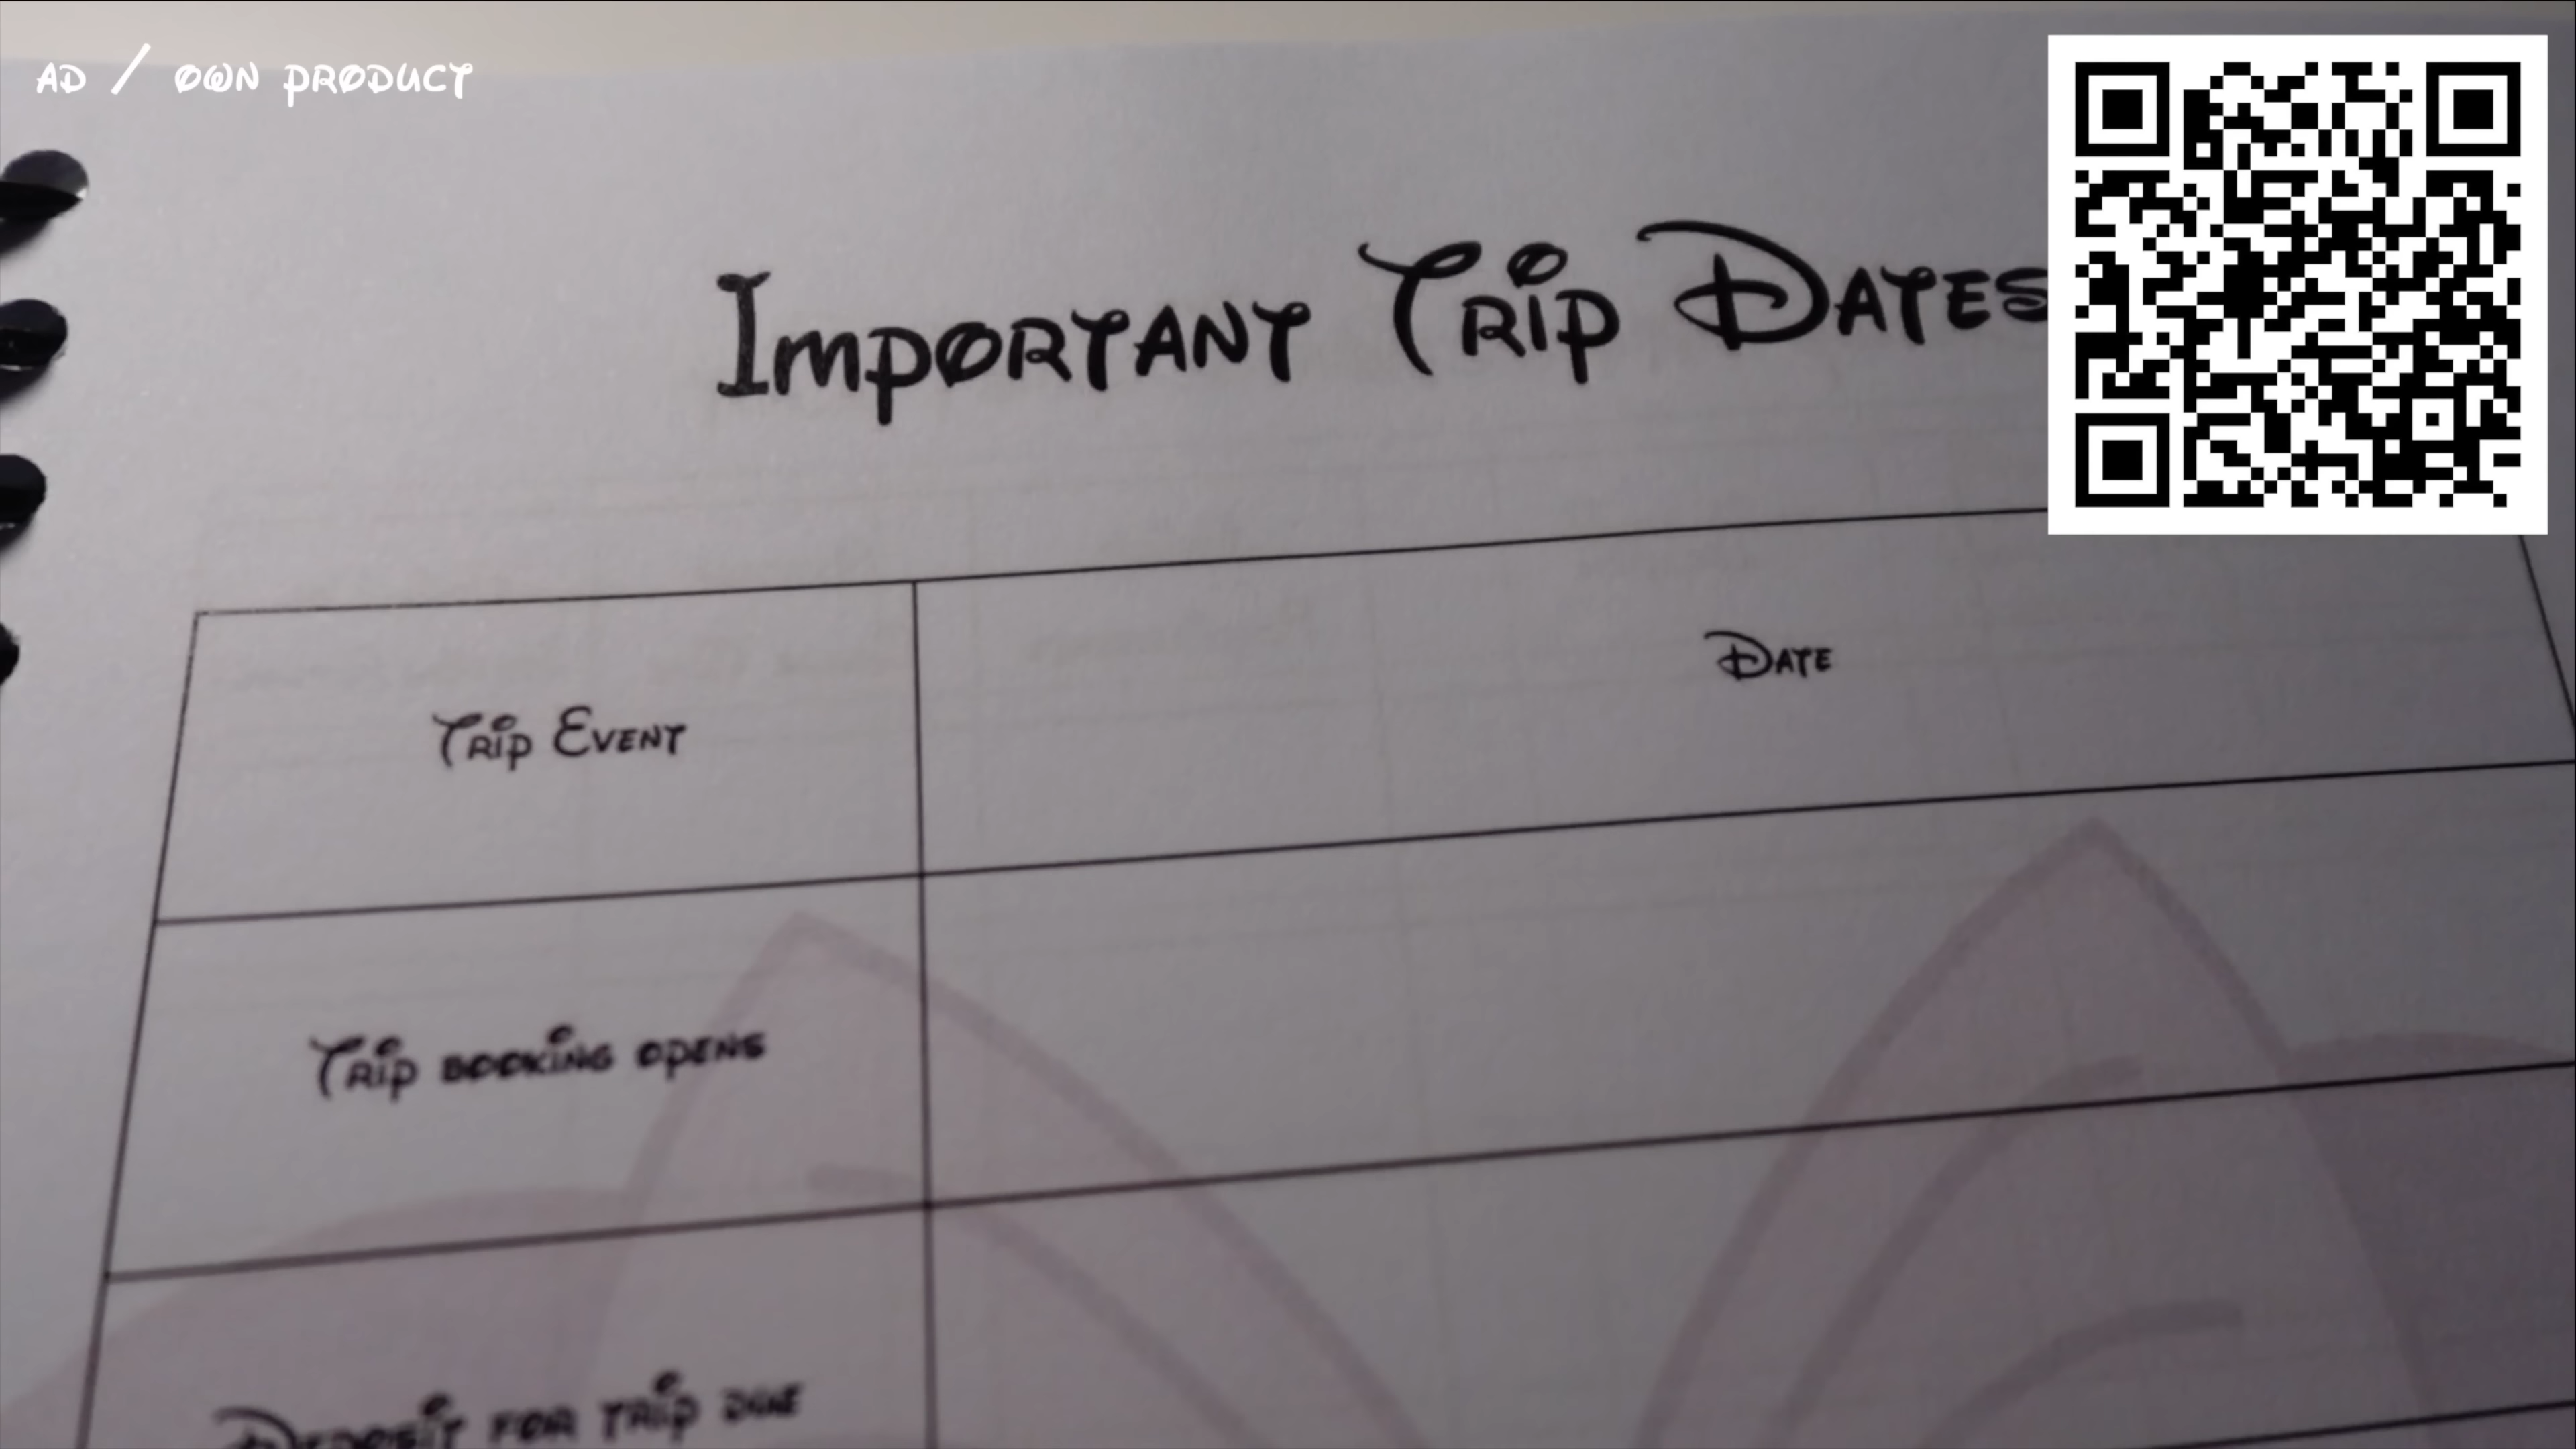 AD / OWN PRODUCT
Important Trip Dates
Trip Event
Date
Trip booking opens
Deposit for trip due